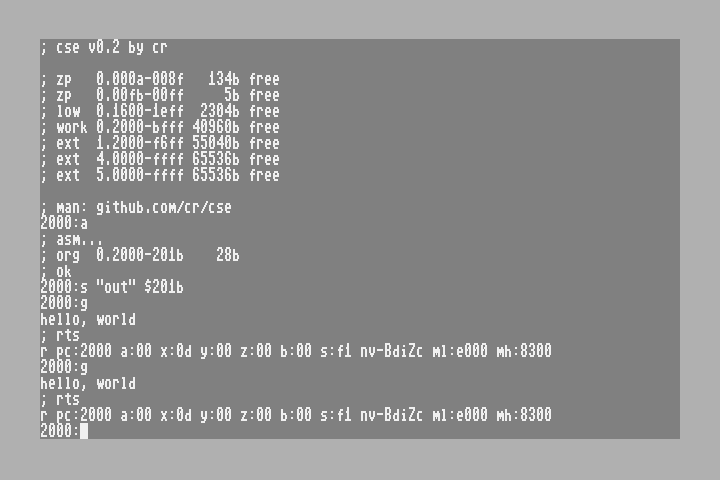 ; cse v0.2 by cr
; zp   0.000a-008f   134b free
; zp   0.00fb-00ff     5b free
; low  0.1600-1eff  2304b free
; work 0.2000-bfff 40960b free
; ext  1.2000-f6ff 55040b free
; ext  4.0000-ffff 65536b free
; ext  5.0000-ffff 65536b free
; man: github.com/cr/cse
2000:a
; asm...
; org  0.2000-201b    28b
; ok
2000:s "out" $201b
2000:g
hello, world
; rts
r pc:2000 a:00 x:0d y:00 z:00 b:00 s:f1 nv-BdiZc ml:e000 mh:8300
2000:g
hello, world
; rts
r pc:2000 a:00 x:0d y:00 z:00 b:00 s:f1 nv-BdiZc ml:e000 mh:8300
2000: